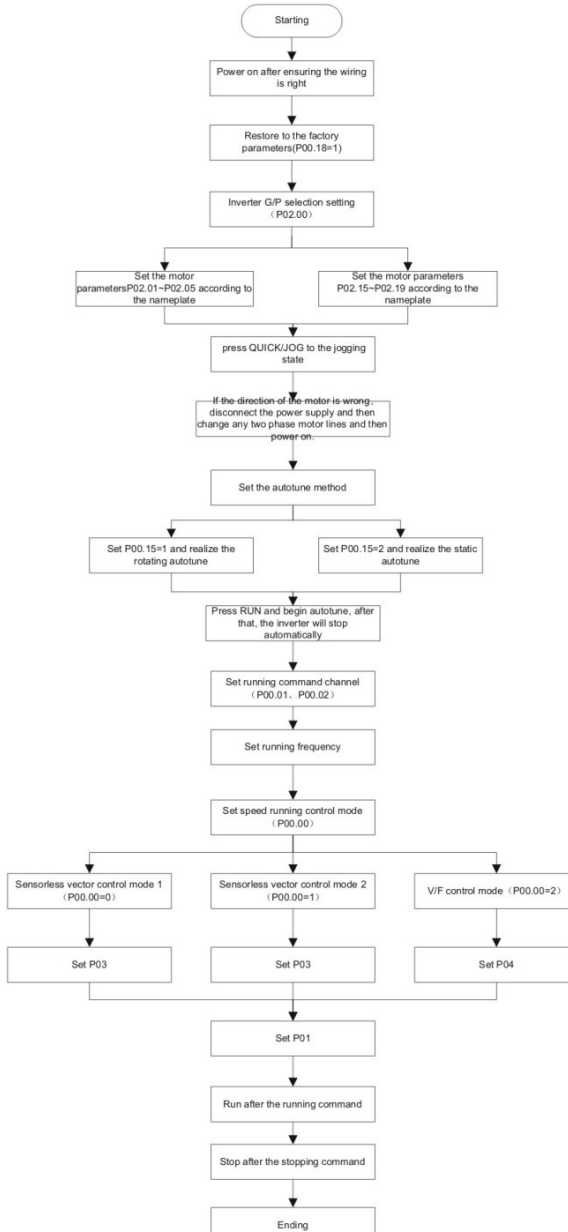 Starting
Power on after ensuring the wiring
is right
Restore to the factory
parameters(P00.18=1)
Inverter G/P selection setting
（P02.00）
Set the motor
parametersP02.01~P02.05 according to
the nameplate
Set the motor parameters
P02.15~P02.19 according to the
nameplate
press QUICK/JOG to the jogging
state
If the direction of the motor is wrong,
disconnect the power supply and then
change any two phase motor lines and then
power on.
Set the autotune method
Set P00.15=1 and realize the
rotating autotune
Set P00.15=2 and realize the static
autotune
Press RUN and begin autotune, after
that, the inverter will stop
automatically
Set running command channel
（P00.01、P00.02）
Set running frequency
Set speed running control mode
（P00.00）
Sensorless vector control mode 1
（P00.00=0）
Sensorless vector control mode 2
（P00.00=1）
V/F control mode（P00.00=2）
Set P03
Set P03
Set P04
Set P01
Run after the running command
Stop after the stopping command
Ending